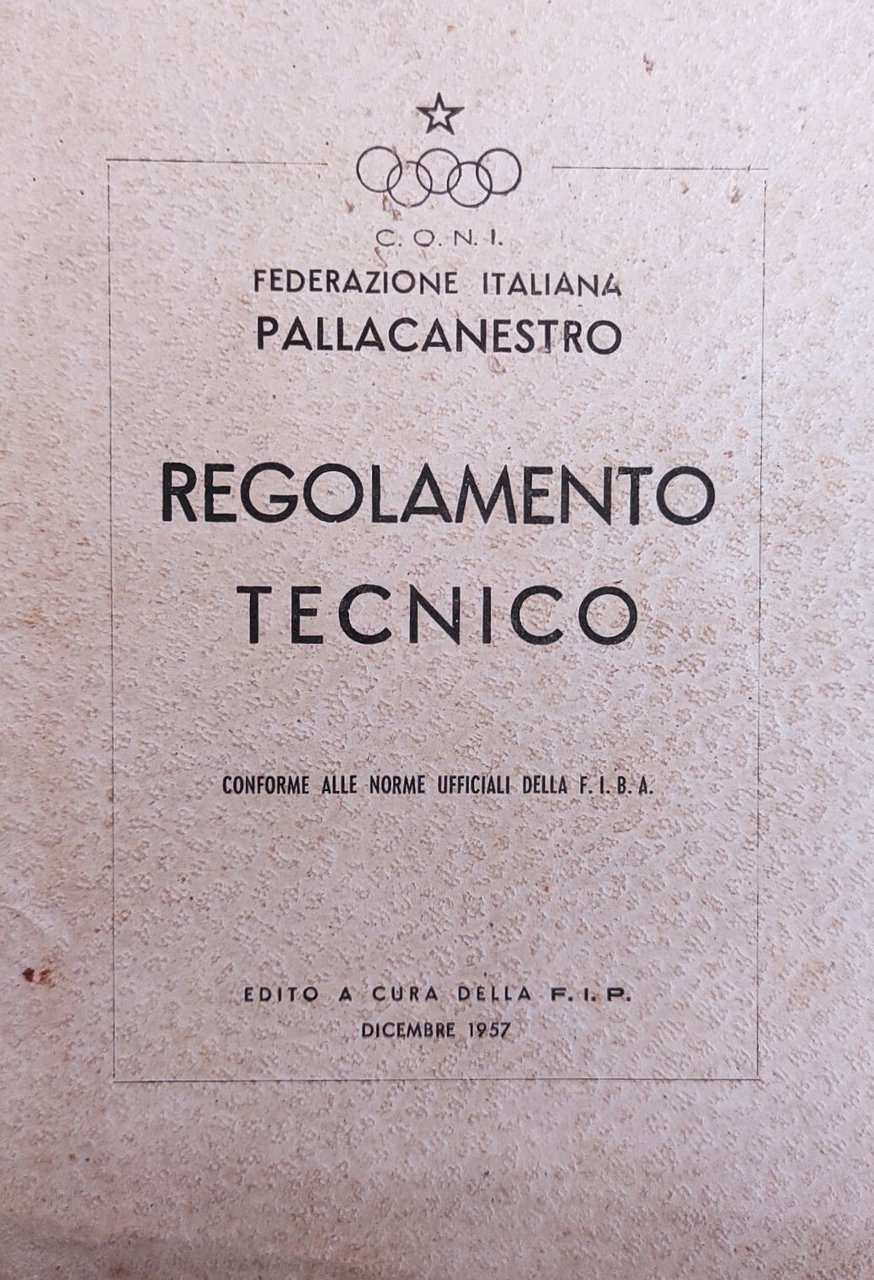 C. O. N. I.
FEDERAZIONE ITALIANA
PALLACANESTRO
REGOLAMENTO
TECNICO
CONFORME ALLE NORME UFFICIALI DELLA F. I. B. A.
EDITO A CURA DELLA F. I. P.
DICEMBRE 1957